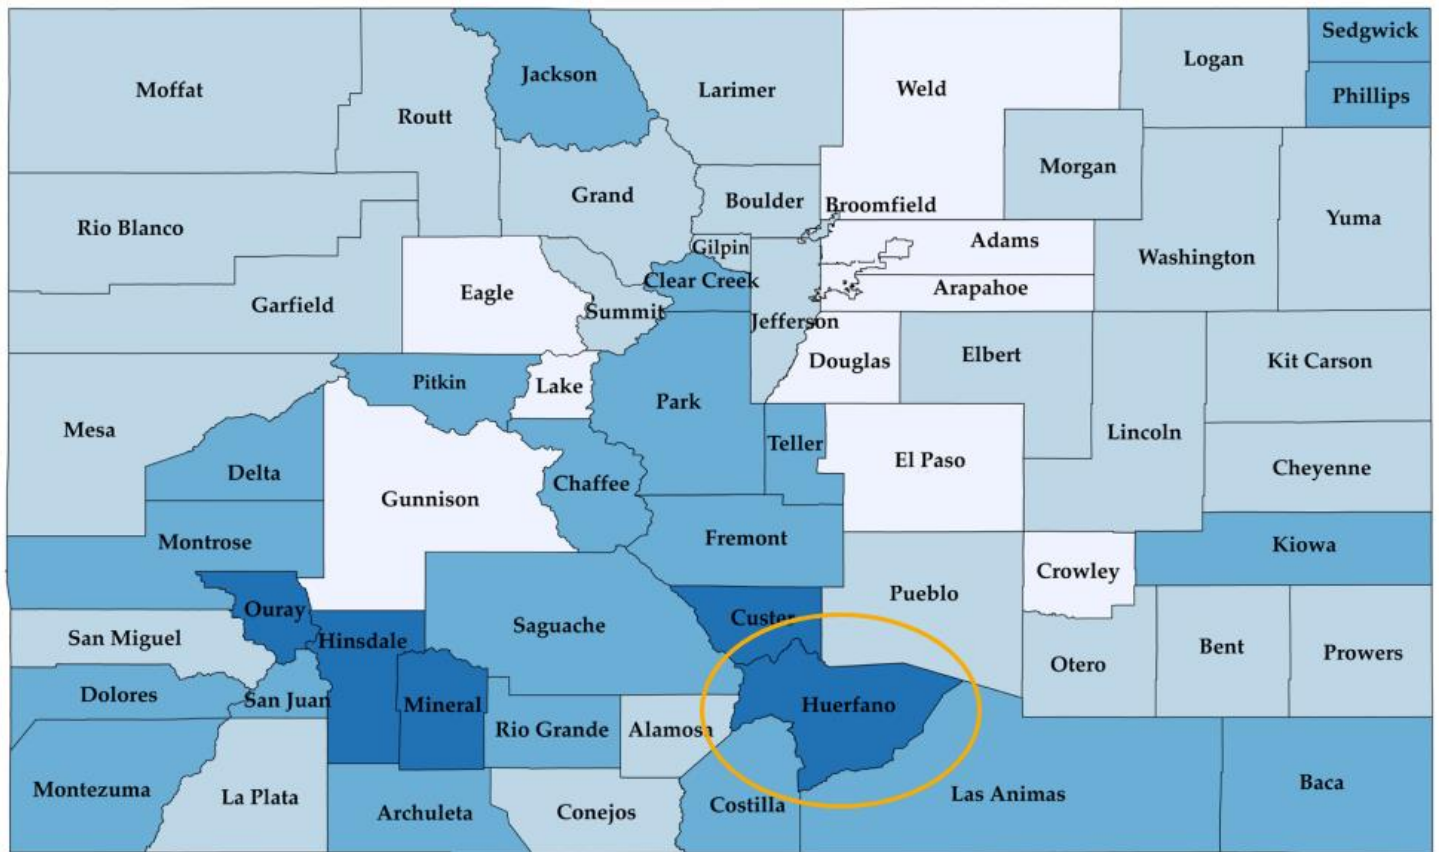 Sedgwick
Logan
Jackson
Moffat
Larimer
Weld
Phillips
Routt
Morgan
Grand
Boulder
Broomfield
Yuma
Rio Blanco
Adams
Gilpin
Washington
Clear Creek
Arapahoe
Eagle
Garfield
Summit
Jefferson
Elbert
Douglas
Kit Carson
Pitkin
Lake
Park
Mesa
Lincoln
Teller
El Paso
Cheyenne
Delta
Chaffee
Gunnison
Fremont
Montrose
Kiowa
Crowley
Pueblo
Ouray
Custer
Saguache
San Miguel
Hinsdale
Bent
Prowers
Otero
Dolores
San Juan
Mineral
Huerfano
Rio Grande
Alamosa
Baca
Montezuma
Las Animas
La Plata
Costilla
Archuleta
Conejos